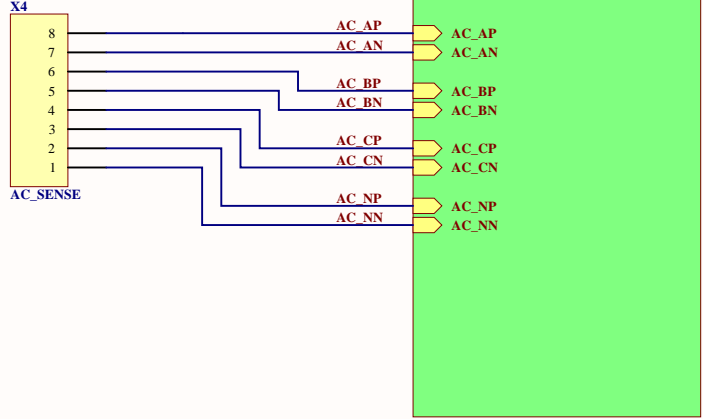 X4
8 AC_AP AC_AP
7 AC_AN AC_AN
6 AC_BP AC_BP
5 AC_BN AC_BN
4 AC_CP AC_CP
3 AC_CN AC_CN
2 AC_NP AC_NP
1 AC_NN AC_NN
AC_SENSE